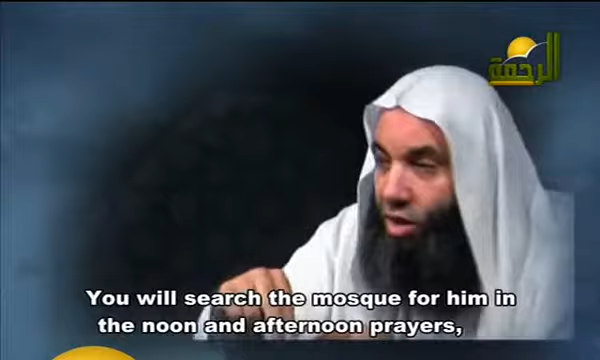 الرحمة
You will search the mosque for him in
the noon and afternoon prayers,